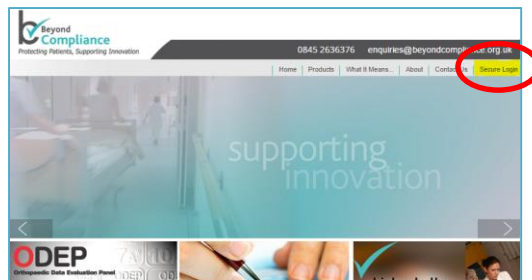 Beyond
Compliance
Protecting Patients, Supporting Innovation
0845 2636376 enquiries@beyondcompliance.org.uk
Home Products What It Means... About Contact Us Secure Login
supporting
innovation
ODEP
Orthopaedic Data Evaluation Panel